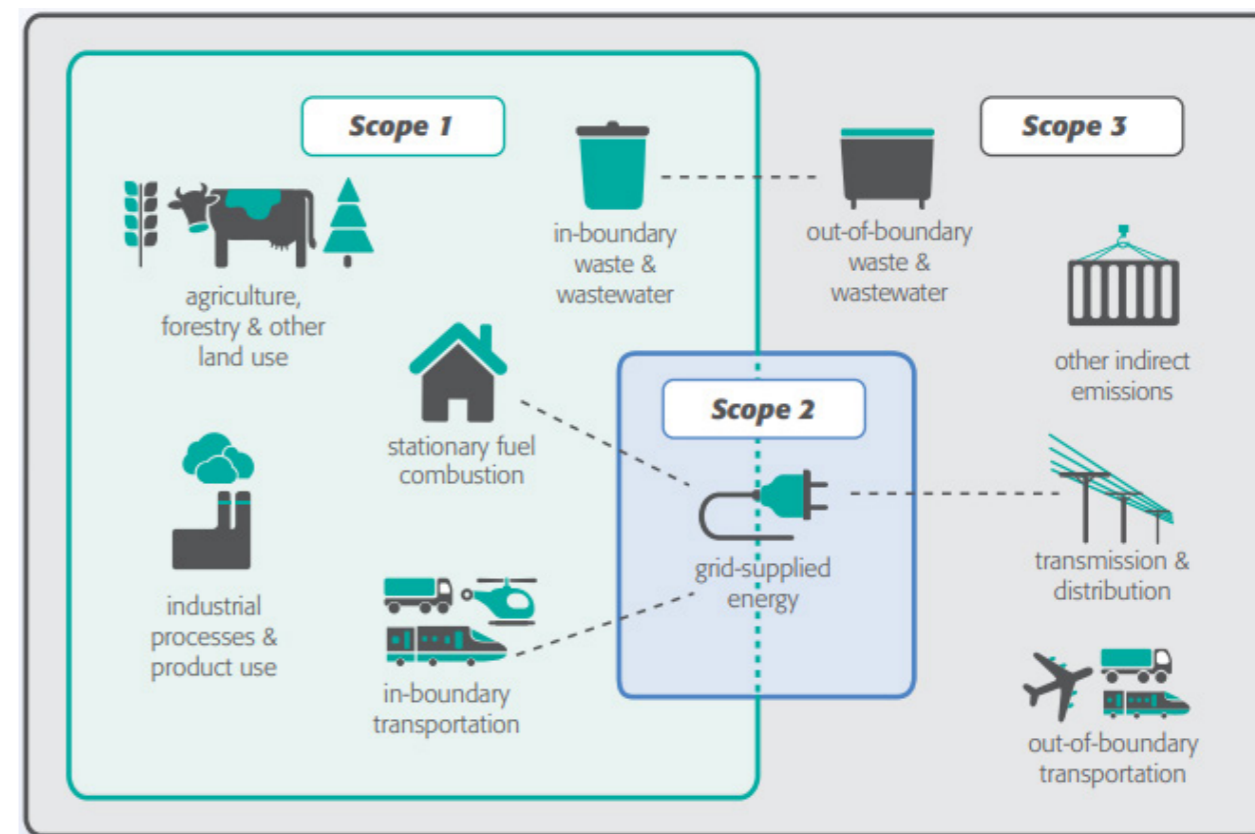 Scope 1
Scope 3
in-boundary
waste &
wastewater
out-of-boundary
waste &
wastewater
agriculture,
forestry & other
land use
other indirect
emissions
Scope 2
stationary fuel
combustion
grid-supplied
energy
transmission &
distribution
industrial
processes &
product use
in-boundary
transportation
out-of-boundary
transportation